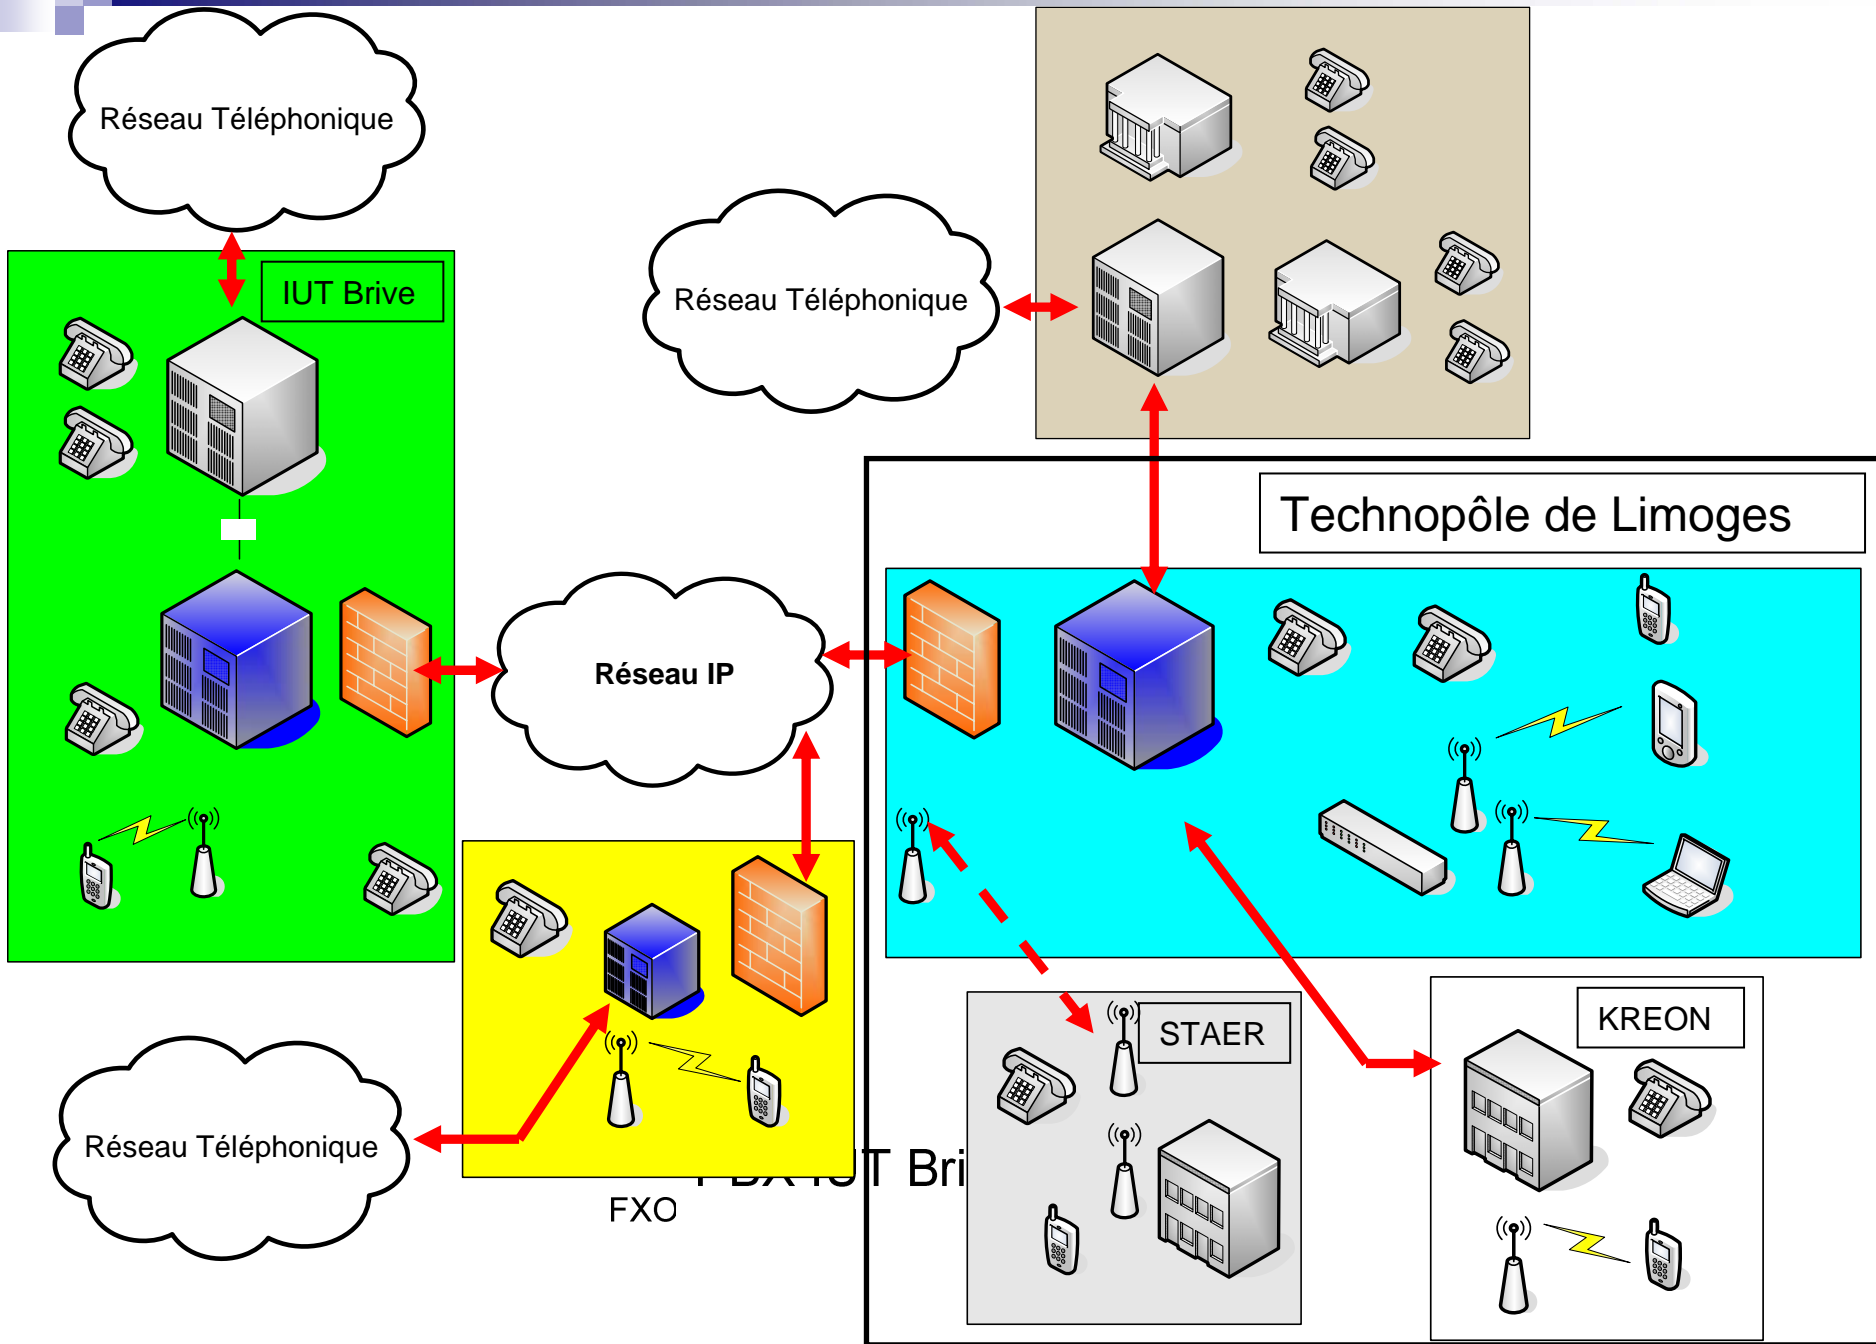 Réseau Téléphonique
IUT Brive
Réseau Téléphonique
Technopôle de Limoges
Réseau IP
STAER
KREON
Réseau Téléphonique
FXO